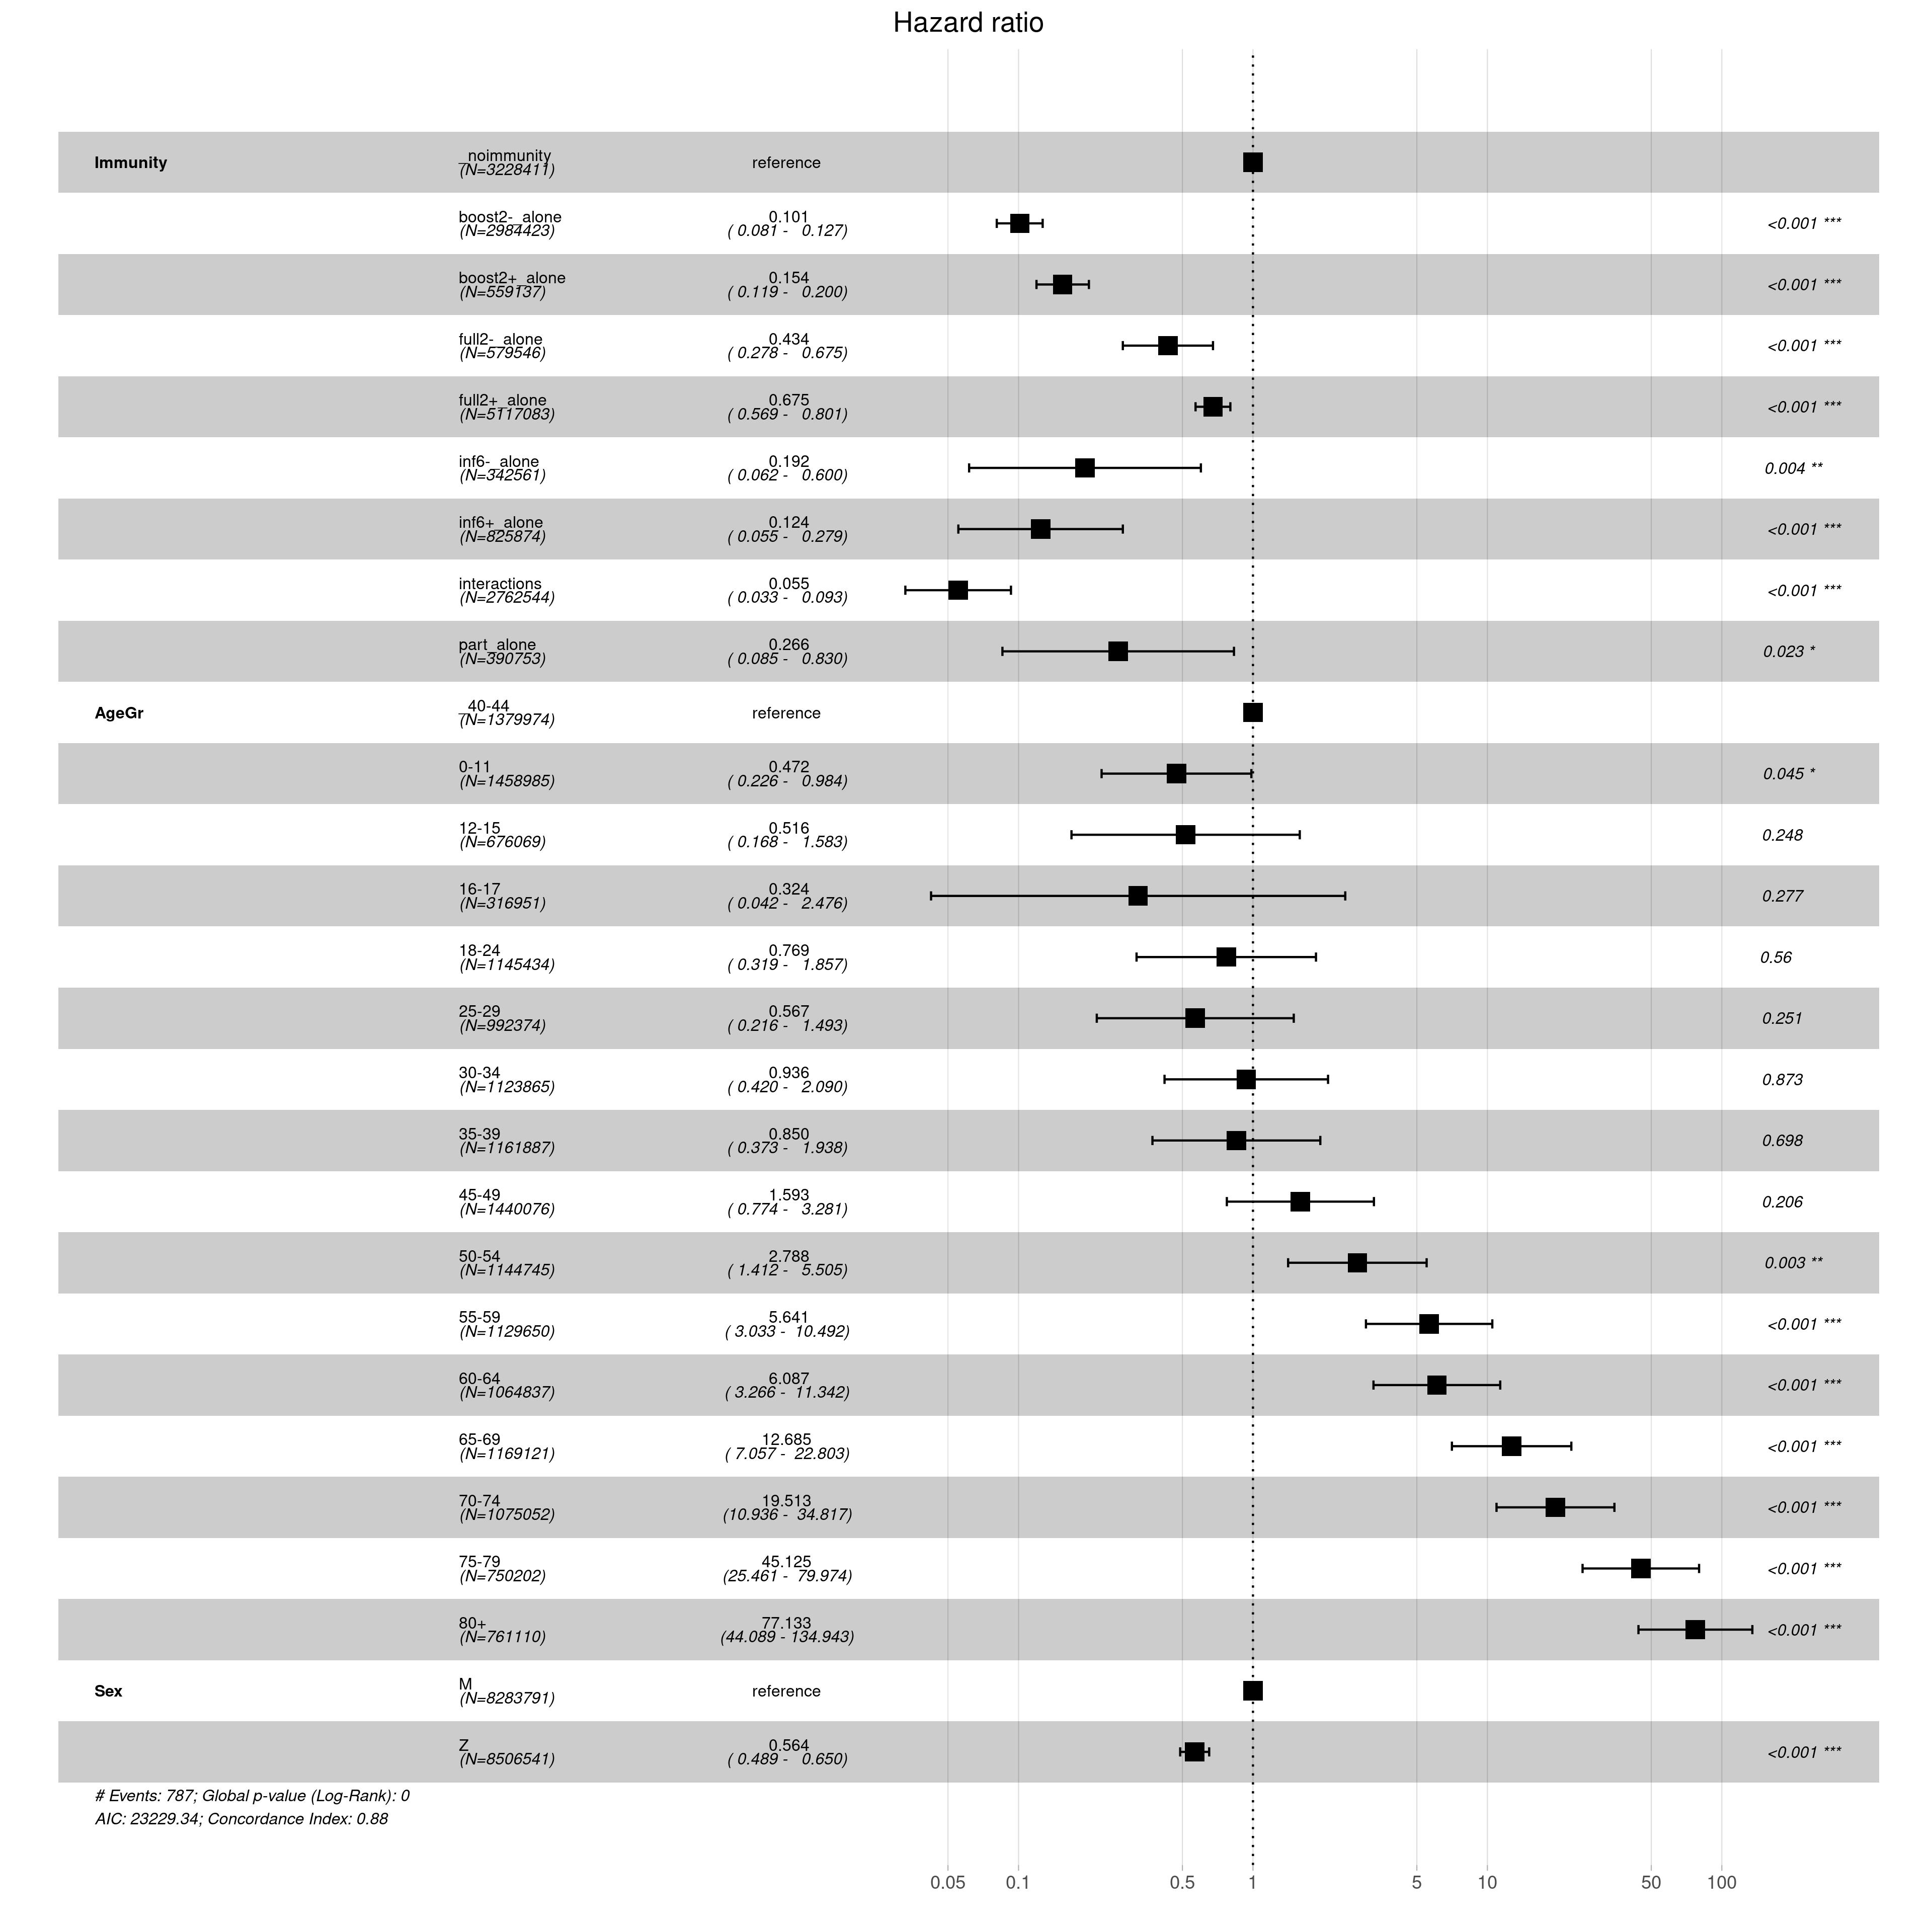 Hazard ratio
Immunity
_noimmunity
(N=3228411)
reference
boost2-_alone
(N=2984423)
0.101
( 0.081 - 0.127)
<0.001 ***
boost2+_alone
(N=559137)
0.154
( 0.119 - 0.200)
<0.001 ***
full2-_alone
(N=579546)
0.434
( 0.278 - 0.675)
<0.001 ***
full2+_alone
(N=5117083)
0.675
( 0.569 - 0.801)
<0.001 ***
inf6-_alone
(N=342561)
0.192
( 0.062 - 0.600)
0.004 **
inf6+_alone
(N=825874)
0.124
( 0.055 - 0.279)
<0.001 ***
interactions
(N=2762544)
0.055
( 0.033 - 0.093)
<0.001 ***
part_alone
(N=390753)
0.266
( 0.085 - 0.830)
0.023 *
AgeGr
_40-44
(N=1379974)
reference
0-11
(N=1458985)
0.472
( 0.226 - 0.984)
0.045 *
12-15
(N=676069)
0.516
( 0.168 - 1.583)
0.248
16-17
(N=316951)
0.324
( 0.042 - 2.476)
0.277
18-24
(N=1145434)
0.769
( 0.319 - 1.857)
0.56
25-29
(N=992374)
0.567
( 0.216 - 1.493)
0.251
30-34
(N=1123865)
0.936
( 0.420 - 2.090)
0.873
35-39
(N=1161887)
0.850
( 0.373 - 1.938)
0.698
45-49
(N=1440076)
1.593
( 0.774 - 3.281)
0.206
50-54
(N=1144745)
2.788
( 1.412 - 5.505)
0.003 **
55-59
(N=1129650)
5.641
( 3.033 - 10.492)
<0.001 ***
60-64
(N=1064837)
6.087
( 3.266 - 11.342)
<0.001 ***
65-69
(N=1169121)
12.685
( 7.057 - 22.803)
<0.001 ***
70-74
(N=1075052)
19.513
(10.936 - 34.817)
<0.001 ***
75-79
(N=750202)
45.125
(25.461 - 79.974)
<0.001 ***
80+
(N=761110)
77.133
(44.089 - 134.943)
<0.001 ***
Sex
M
(N=8283791)
reference
Z
(N=8506541)
0.564
( 0.489 - 0.650)
<0.001 ***
# Events: 787; Global p-value (Log-Rank): 0
AIC: 23229.34; Concordance Index: 0.88
0.05 0.1 0.5 1 5 10 50 100